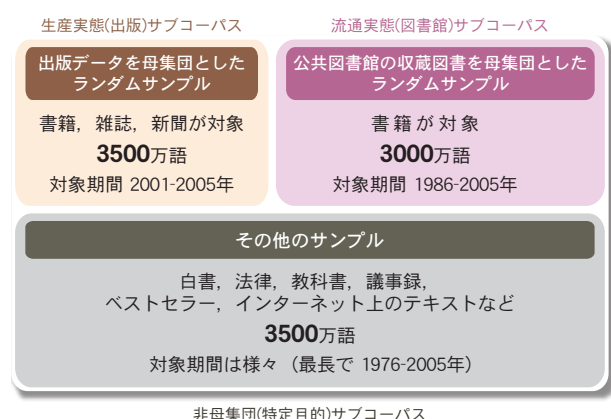 生産実態(出版)サブコーパス
出版データを母集団とした
ランダムサンプル
書籍，雑誌，新聞が対象
3500万語
対象期間 2001-2005年
流通実態(図書館)サブコーパス
公共図書館の収蔵図書を母集団とした
ランダムサンプル
書籍が対象
3000万語
対象期間 1986-2005年
その他のサンプル
白書，法律，教科書，議事録，
ベストセラー，インターネット上のテキストなど
3500万語
対象期間は様々（最長で 1976-2005年）
非母集団(特定目的)サブコーパス